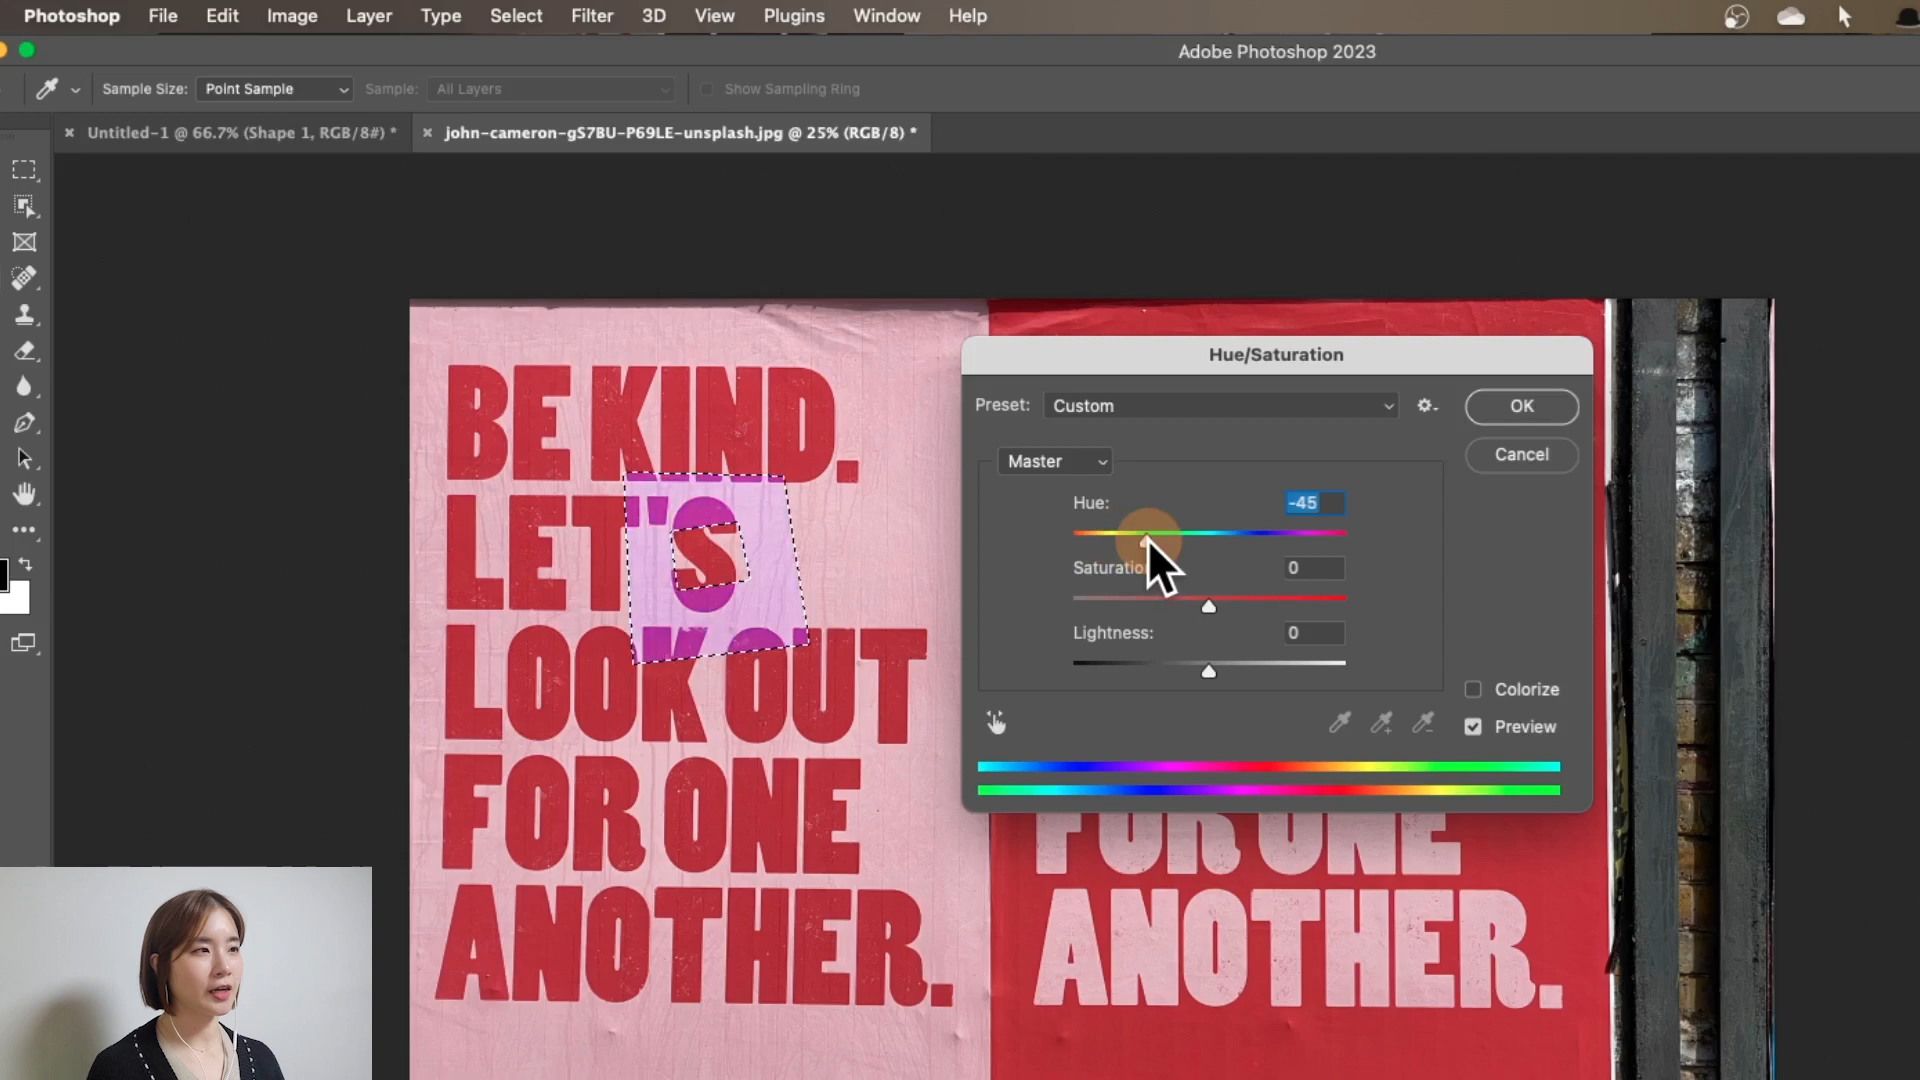 Photoshop File Edit Image Layer Type Select Filter 3D View Plugins Window Help
Adobe Photoshop 2023
Sample Size: Point Sample Sample: All Layers Show Sampling Ring
× Untitled-1 @ 66.7% (Shape 1, RGB/8#) * × john-cameron-gS7BU-P69LE-unsplash.jpg @ 25% (RGB/8) *
BE KIND.
LET'S
LOOK OUT
FOR ONE
ANOTHER.
Hue/Saturation
Preset: Custom
OK
Cancel
Master
Hue: -45
Saturation 0
Lightness: 0
Colorize
Preview
FOR ONE
ANOTHER.